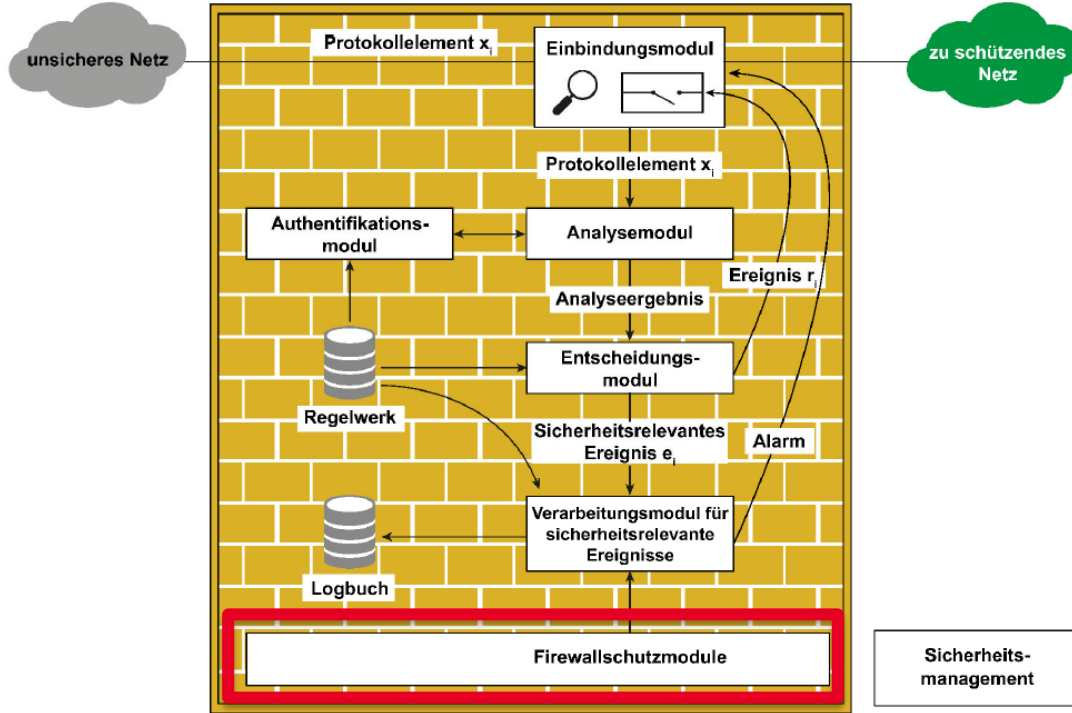 unsicheres Netz
Protokollelement xi
Einbindungsmodul
zu schützendes
Netz
Protokollelement xi
Authentifikations-
modul
Analysemodul
Ereignis ri
Analyseergebnis
Entscheidungs-
modul
Regelwerk
Sicherheitsrelevantes
Ereignis ei
Alarm
Verarbeitungsmodul für
sicherheitsrelevante
Ereignisse
Logbuch
Firewallschutzmodule
Sicherheits-
management